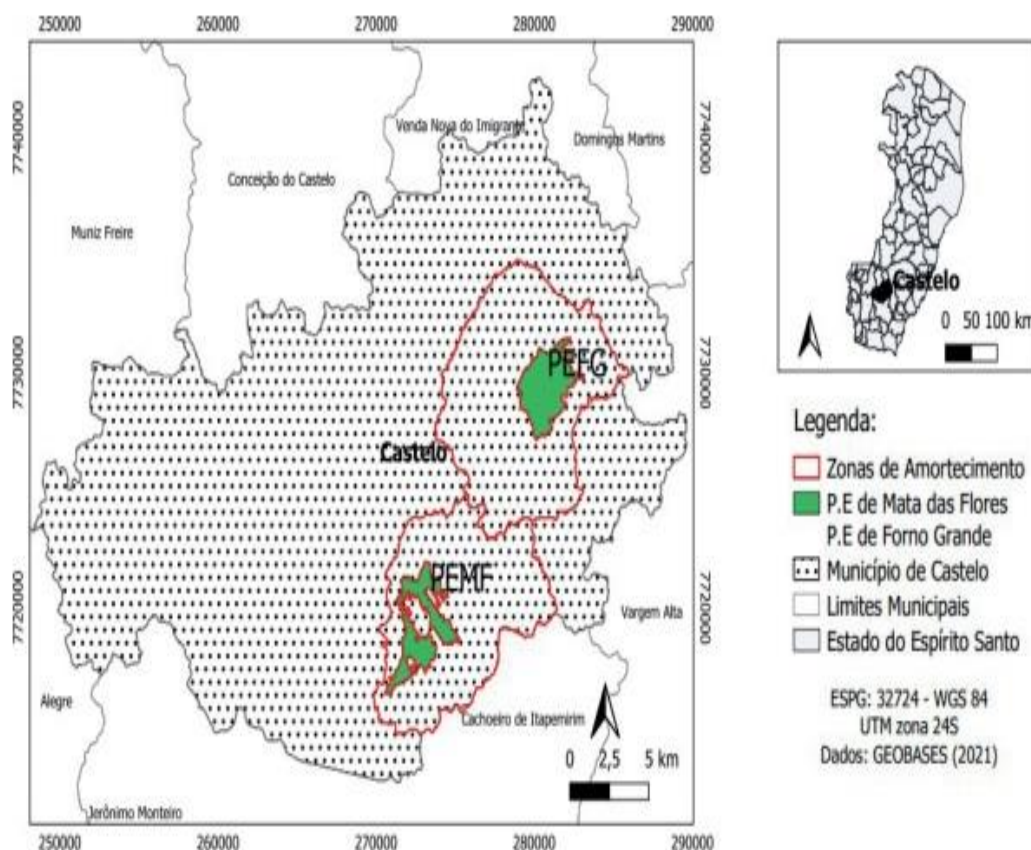 250000 260000 270000 280000 290000
7740000
7730000
7720000
Venda Nova do Imigrante
Domingos Martins
Conceição do Castelo
Muniz Freire
PEFG
Castelo
PEMF
Vargem Alta
Alegre
Cachoeiro de Itapemirim
0 2,5 5 km
Jerônimo Monteiro
7740000
7730000
7720000
250000 260000 270000 280000 290000
Castelo
0 50 100 km
Legenda:
Zonas de Amortecimento
P.E de Mata das Flores
P.E de Forno Grande
Município de Castelo
Limites Municipais
Estado do Espírito Santo
ESPG: 32724 - WGS 84
UTM zona 24S
Dados: GEOBASES (2021)